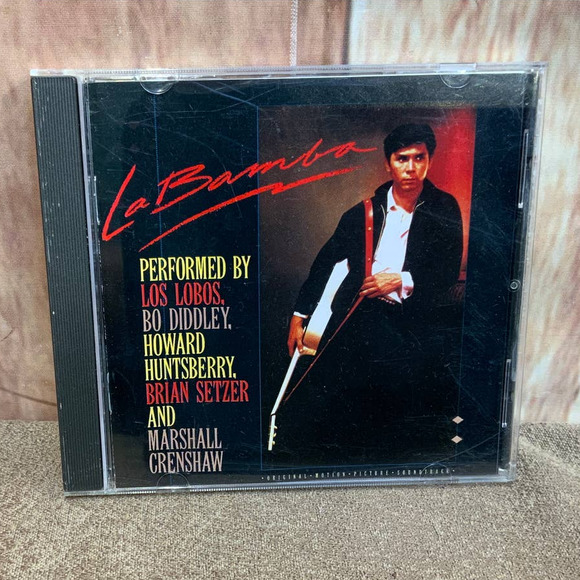 La Bamba
PERFORMED BY
LOS LOBOS,
BO DIDDLEY,
HOWARD
HUNTSBERRY,
BRIAN SETZER
AND
MARSHALL
CRENSHAW
· ORIGINAL · MOTION · PICTURE · SOUNDTRACK ·